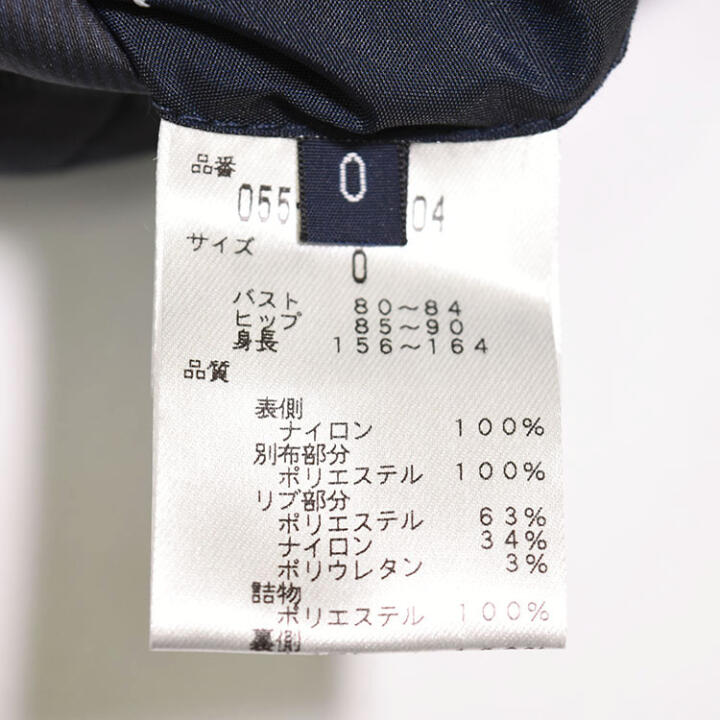 品番
0
055 04
サイズ
0
バスト 80～84
ヒップ 85～90
身長 156～164
品質
表側
ナイロン 100%
別布部分
ポリエステル 100%
リブ部分
ポリエステル 63%
ナイロン 34%
ポリウレタン 3%
詰物
ポリエステル 100%
裏側